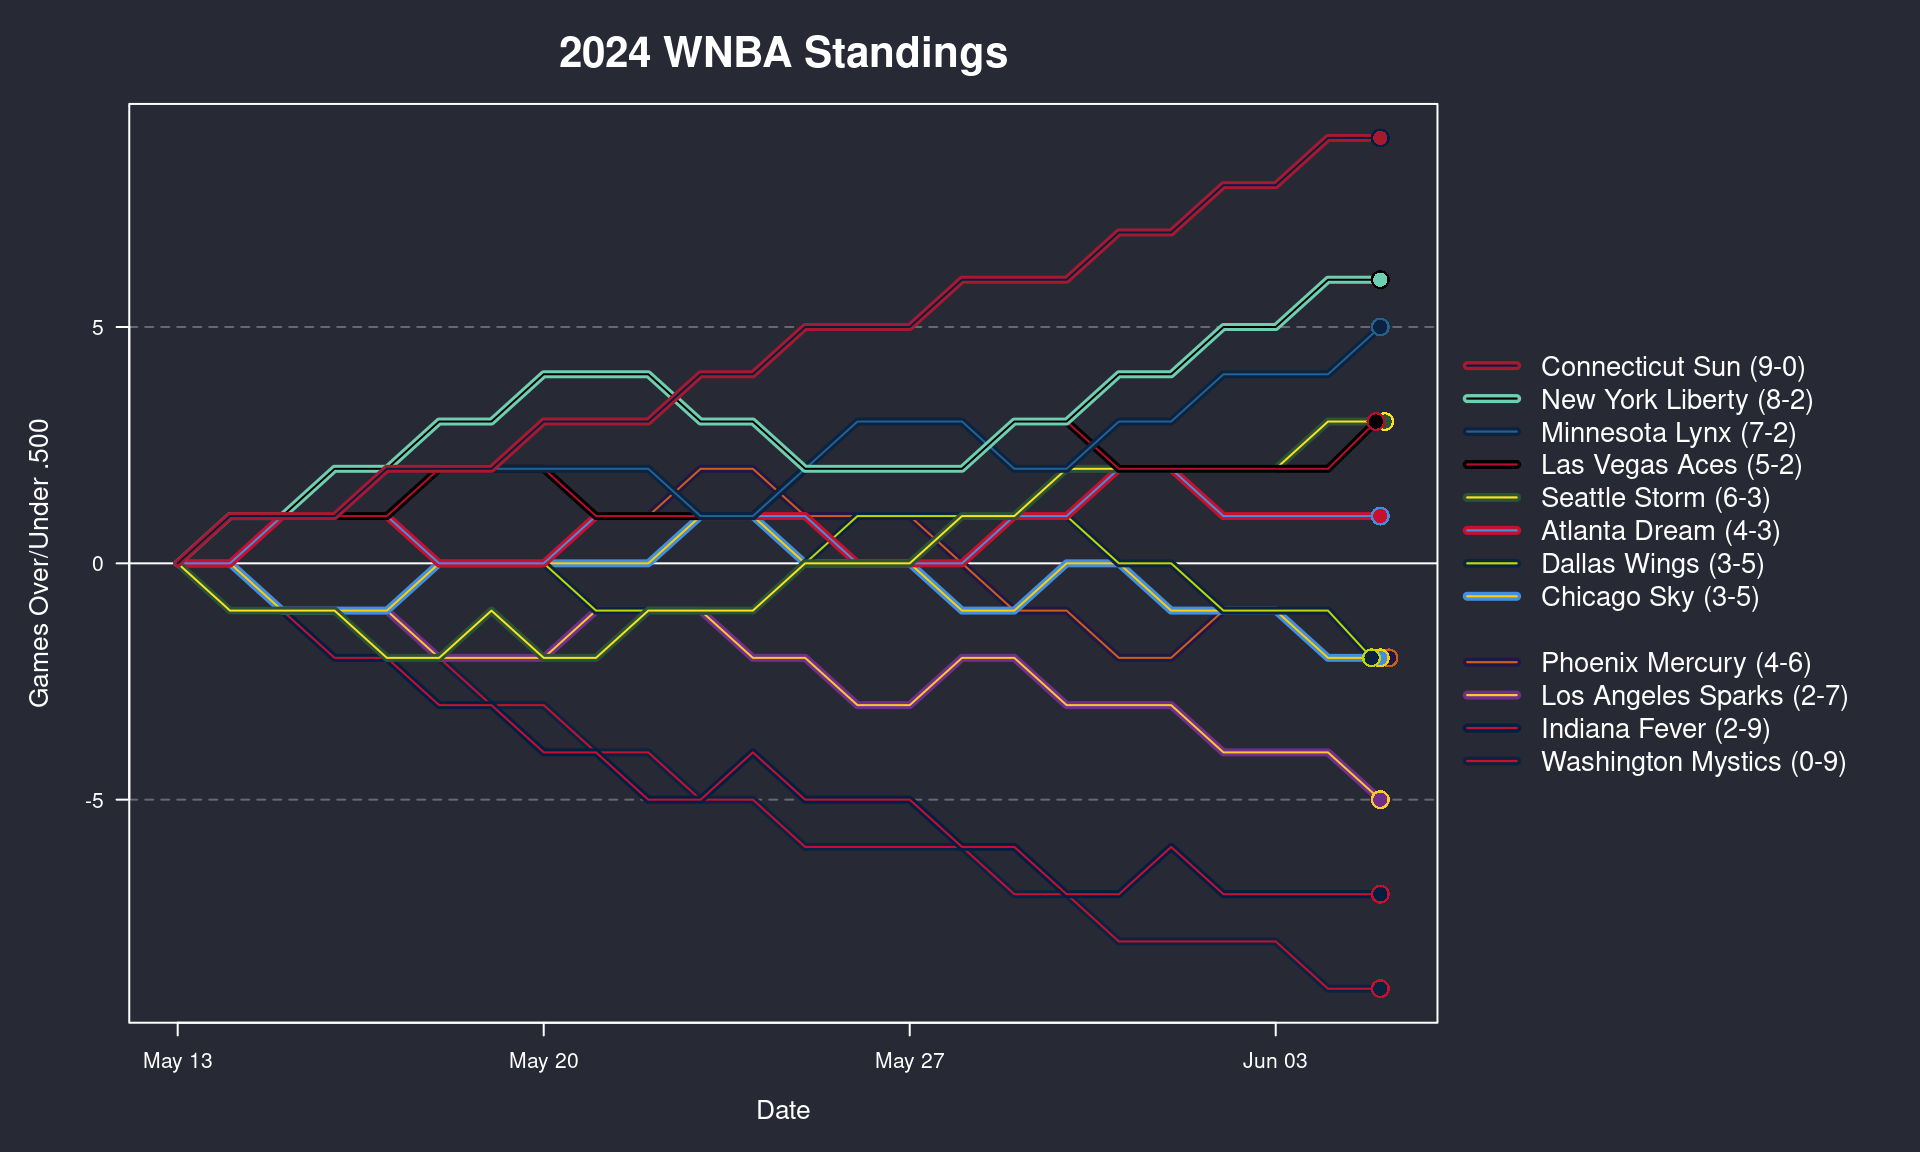 2024 WNBA Standings
Games Over/Under .500
5
0
-5
May 13
May 20
May 27
Jun 03
Date
Connecticut Sun (9-0)
New York Liberty (8-2)
Minnesota Lynx (7-2)
Las Vegas Aces (5-2)
Seattle Storm (6-3)
Atlanta Dream (4-3)
Dallas Wings (3-5)
Chicago Sky (3-5)
Phoenix Mercury (4-6)
Los Angeles Sparks (2-7)
Indiana Fever (2-9)
Washington Mystics (0-9)